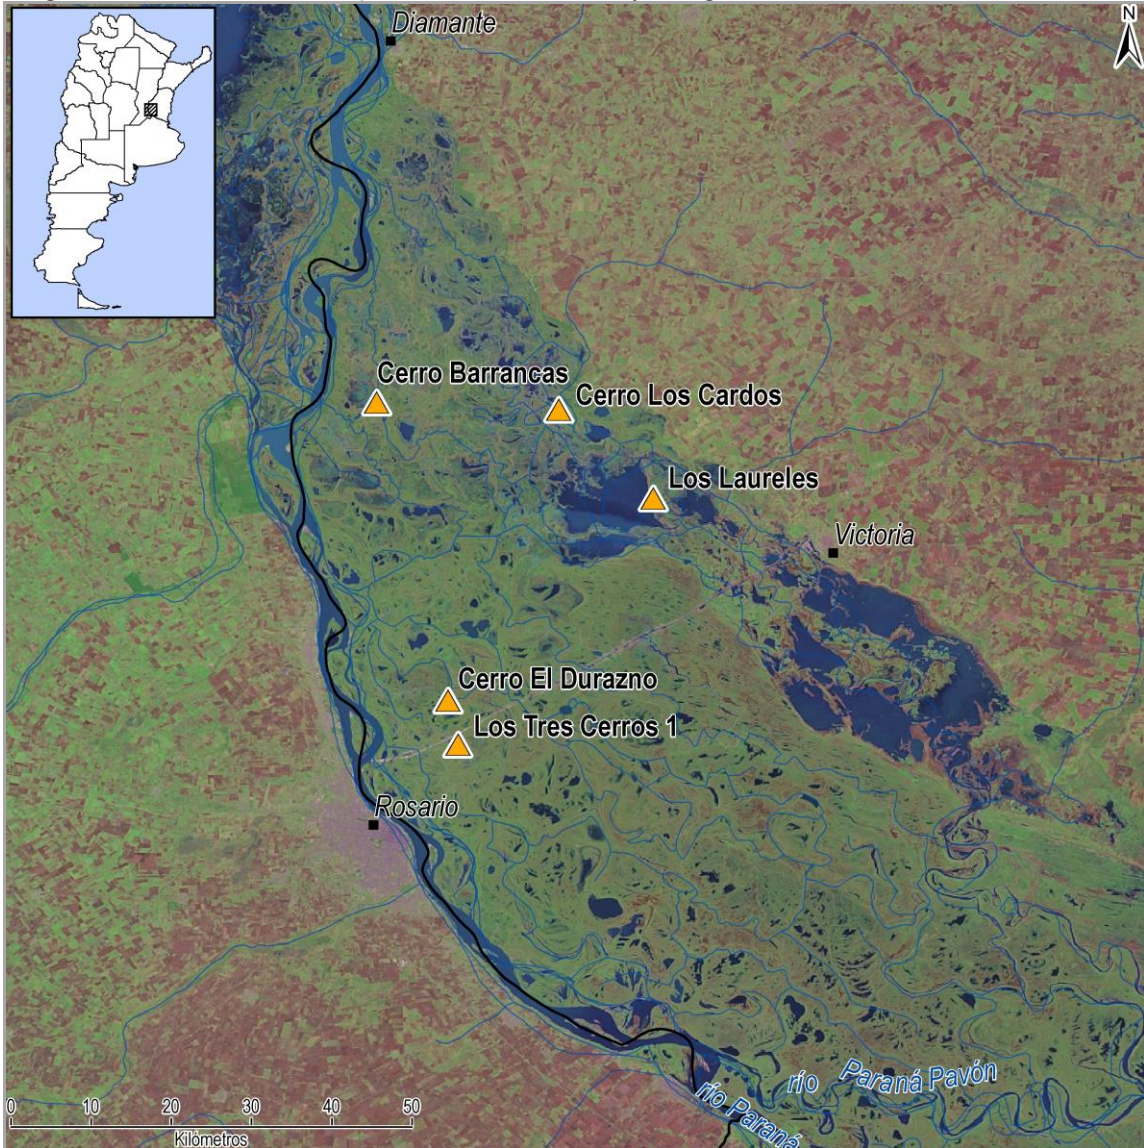 N
Diamante
Cerro Barrancas
Cerro Los Cardos
Los Laureles
Victoria
Cerro El Durazno
Los Tres Cerros 1
Rosario
río Paraná Pavón
río Paraná
0 10 20 30 40 50
Kilómetros